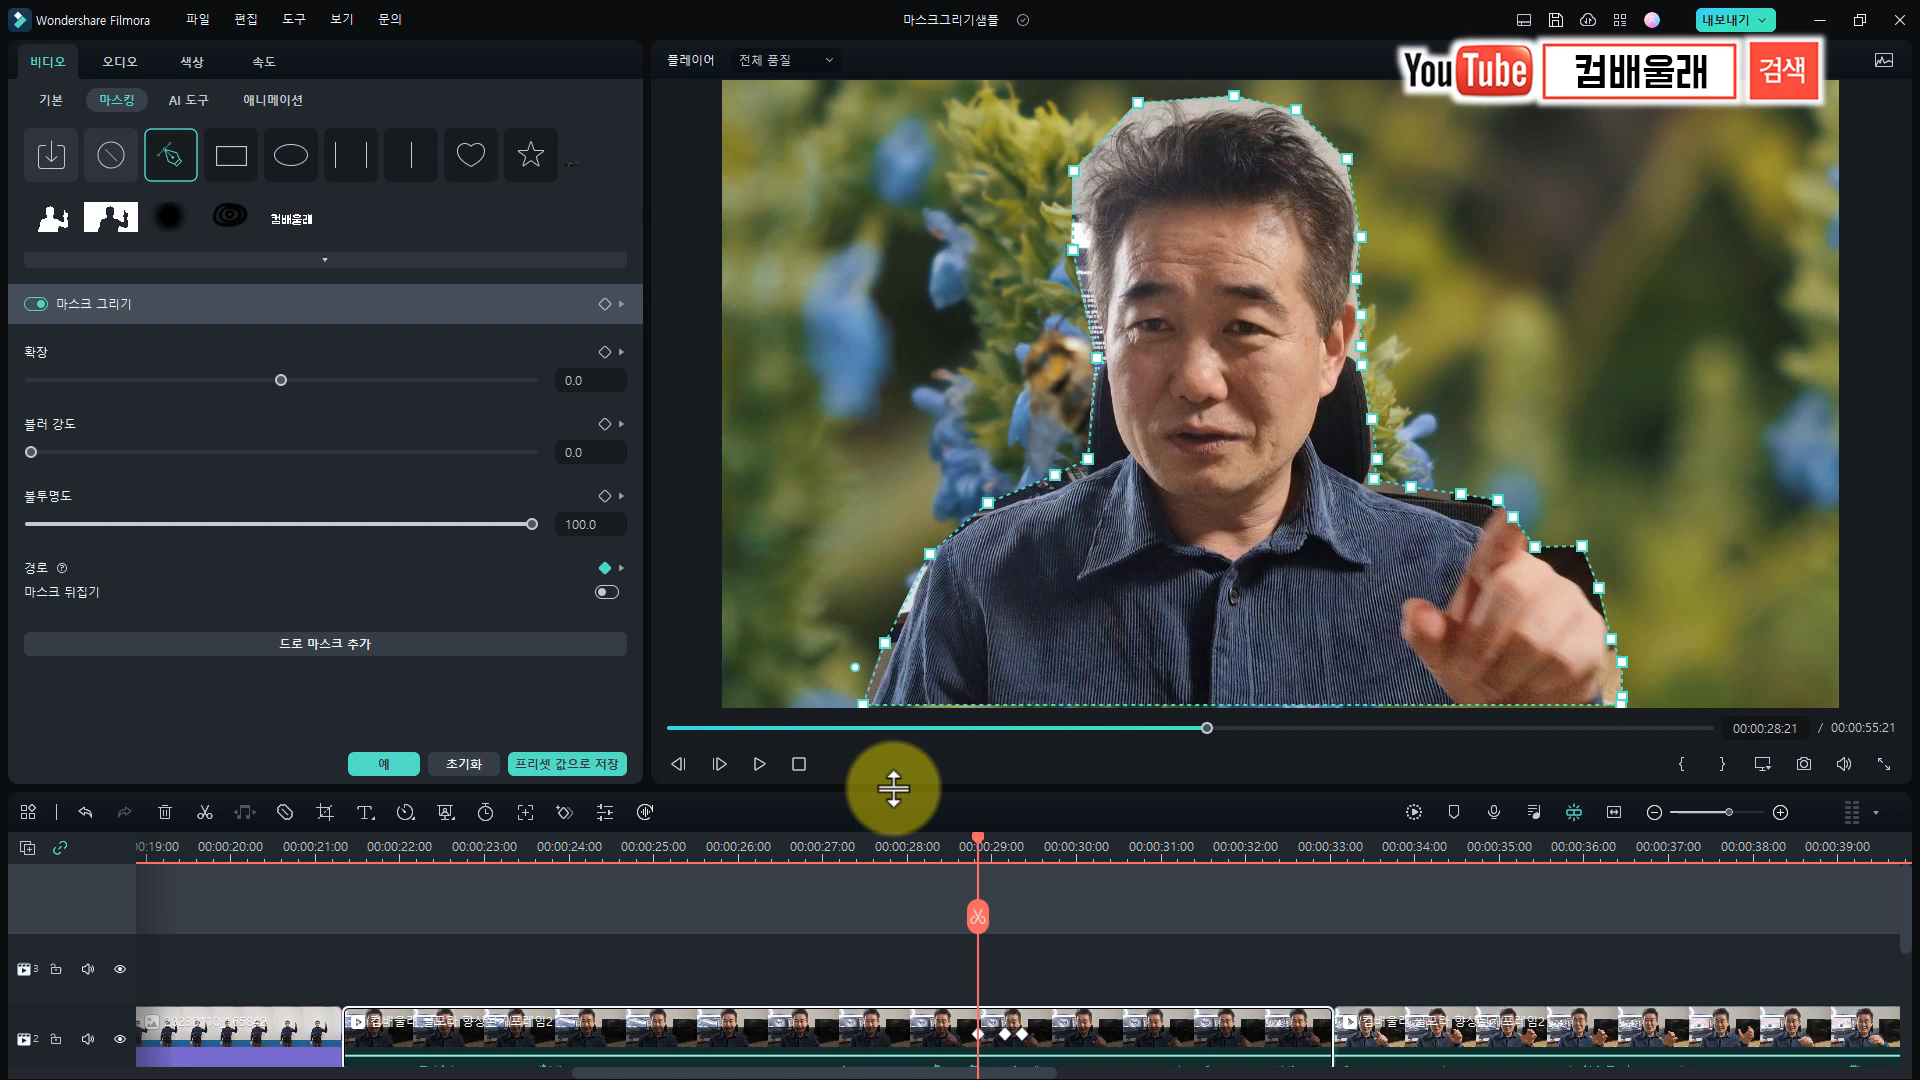 Wondershare Filmora 파일 편집 도구 보기 문의 마스크그리기샘플 내보내기
비디오 오디오 색상 속도 플레이어 전체 품질
YouTube 컴배울래 검색
기본 마스킹 AI 도구 애니메이션
컴배울래
마스크 그리기
확장
0.0
블러 강도
0.0
불투명도
100.0
경로
마스크 뒤집기
드로 마스크 추가
00:00:28:21 / 00:00:55:21
예 초기화 프리셋 값으로 저장
00:00:20:00 00:00:21:00 00:00:22:00 00:00:23:00 00:00:24:00 00:00:25:00 00:00:26:00 00:00:27:00 00:00:28:00 00:00:29:00 00:00:30:00 00:00:31:00 00:00:32:00 00:00:33:00 00:00:34:00 00:00:35:00 00:00:36:00 00:00:37:00 00:00:38:00 00:00:39:00
3
2